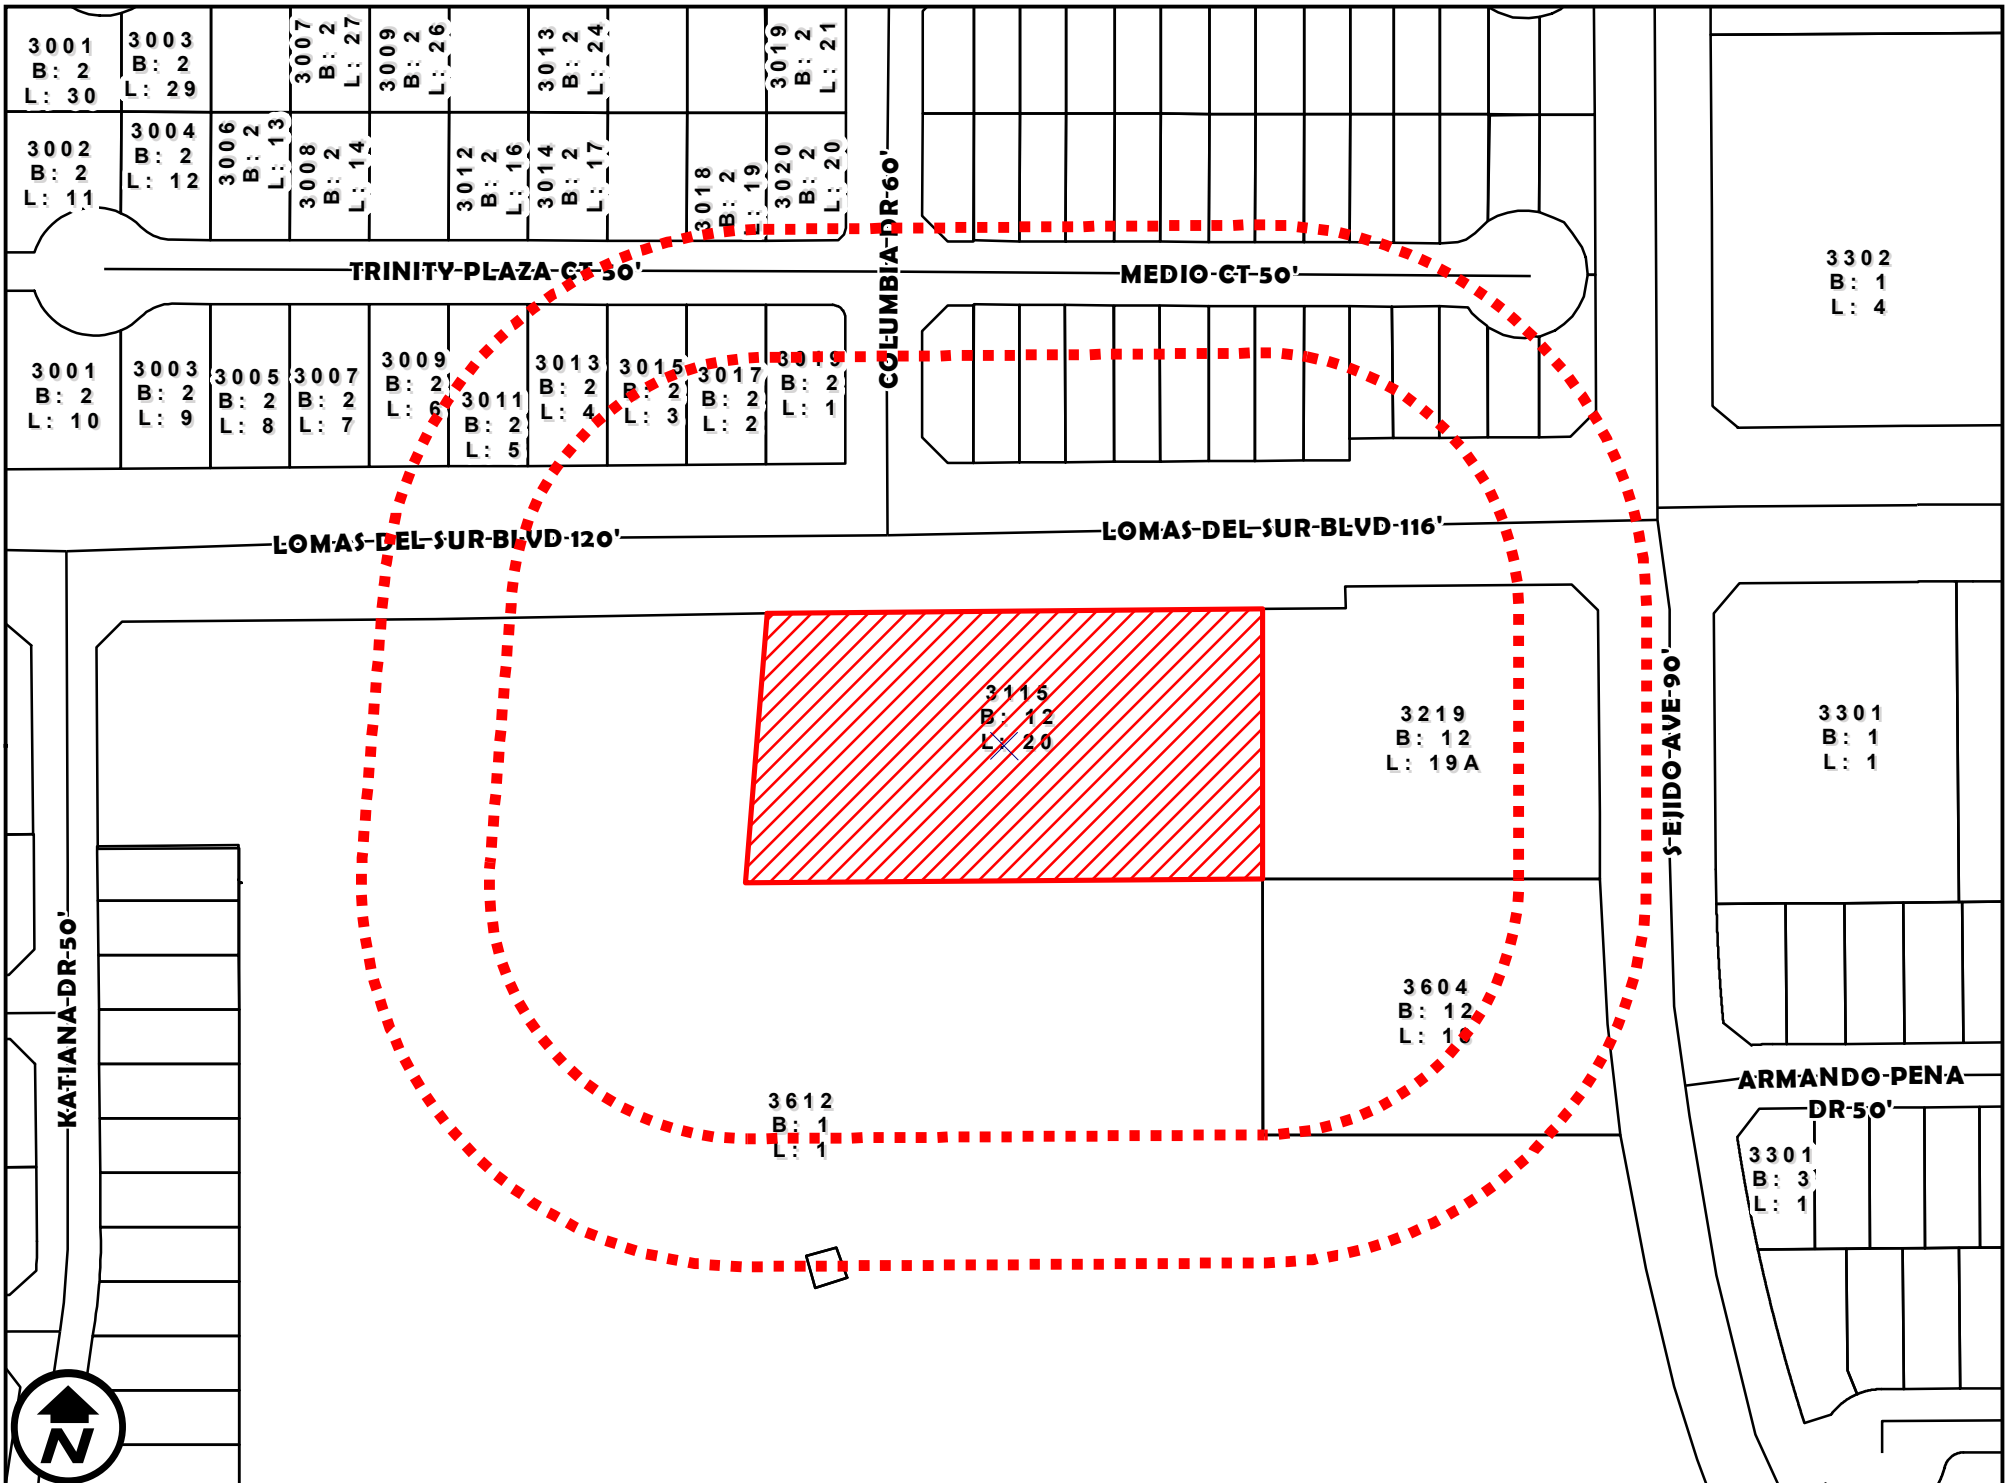 3001
B: 2
L: 30
3003
B: 2
L: 29
3007
B: 2
L: 27
3009
B: 2
L: 26
3013
B: 2
L: 24
3019
B: 2
L: 21
3002
B: 2
L: 11
3004
B: 2
L: 12
3006
B: 2
L: 13
3008
B: 2
L: 14
3012
B: 2
L: 16
3014
B: 2
L: 17
3018
B: 2
L: 19
3020
B: 2
L: 20
COLUMBIA-DR-60'
TRINITY-PLAZA-CT-50'
MEDIO-CT-50'
3302
B: 1
L: 4
3001
B: 2
L: 10
3003
B: 2
L: 9
3005
B: 2
L: 8
3007
B: 2
L: 7
3009
B: 2
L: 6
3011
B: 2
L: 5
3013
B: 2
L: 4
3015
B: 2
L: 3
3017
B: 2
L: 2
3019
B: 2
L: 1
LOMAS-DEL-SUR-BLVD-120'
LOMAS-DEL-SUR-BLVD-116'
3115
B: 12
L: 20
3219
B: 12
L: 19A
S-EJIDO-AVE-90'
3301
B: 1
L: 1
KATIANA-DR-50'
3604
B: 12
L: 18
ARMANDO-PENA
DR-50'
3612
B: 1
L: 1
3301
B: 3
L: 1
N